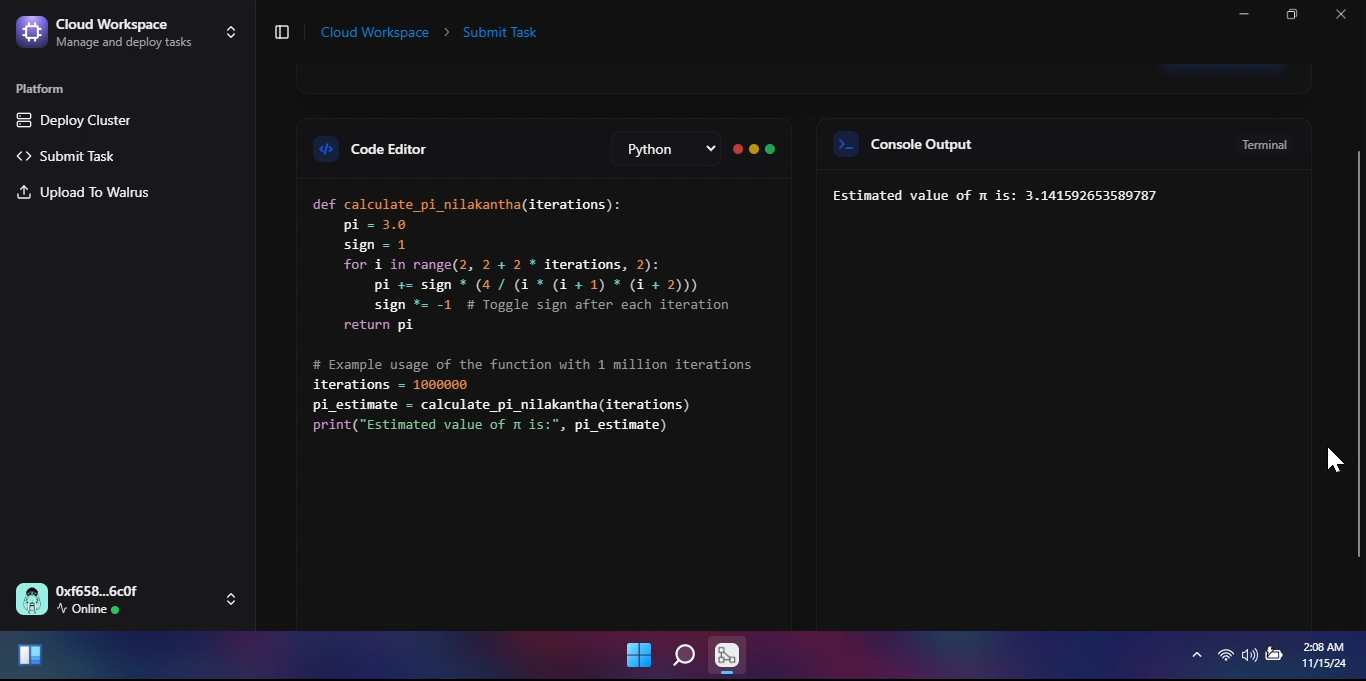 Cloud Workspace
Manage and deploy tasks
Platform
Deploy Cluster
Submit Task
Upload To Walrus
0xf658...6c0f
Online
Cloud Workspace > Submit Task
Code Editor
Python
def calculate_pi_nilakantha(iterations):
    pi = 3.0
    sign = 1
    for i in range(2, 2 + 2 * iterations, 2):
        pi += sign * (4 / (i * (i + 1) * (i + 2)))
        sign *= -1  # Toggle sign after each iteration
    return pi
# Example usage of the function with 1 million iterations
iterations = 1000000
pi_estimate = calculate_pi_nilakantha(iterations)
print("Estimated value of π is:", pi_estimate)
Console Output
Terminal
Estimated value of π is: 3.141592653589787
2:08 AM
11/15/24